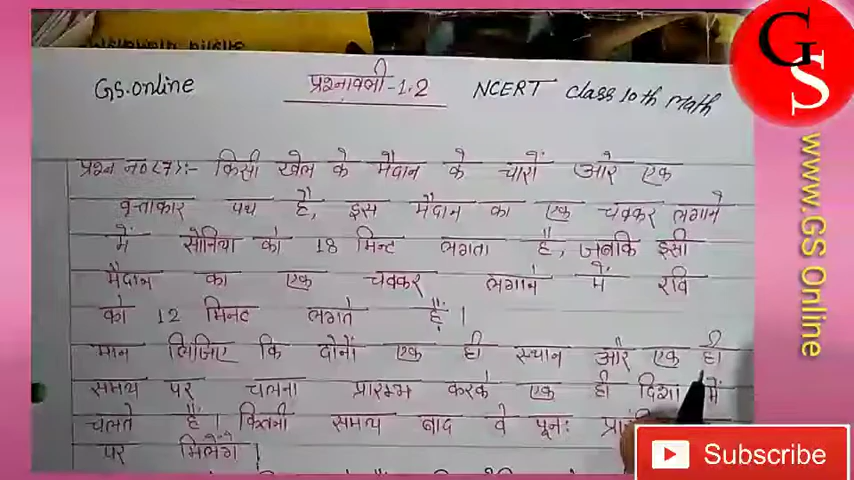 GS.online प्रश्नावली-1.2 NCERT class 10th math
प्रश्न न०(7):- किसी खेल के मैदान के चारों ओर एक
वृत्ताकार पथ है, इस मैदान का एक चक्कर लगाने
में सोनिया को 18 मिन्ट लगता है, जबकि इसी
मैदान का एक चक्कर लगाने में रवि
को 12 मिनट लगते हैं।
मान लिजिए कि दोनों एक ही स्थान और एक ही
समय पर चलना प्रारम्भ करके एक ही दिशा में
चलते हैं। कितनी समय बाद वे पूनः
पर मिलेंगे।
GS
www.GS Online
Subscribe